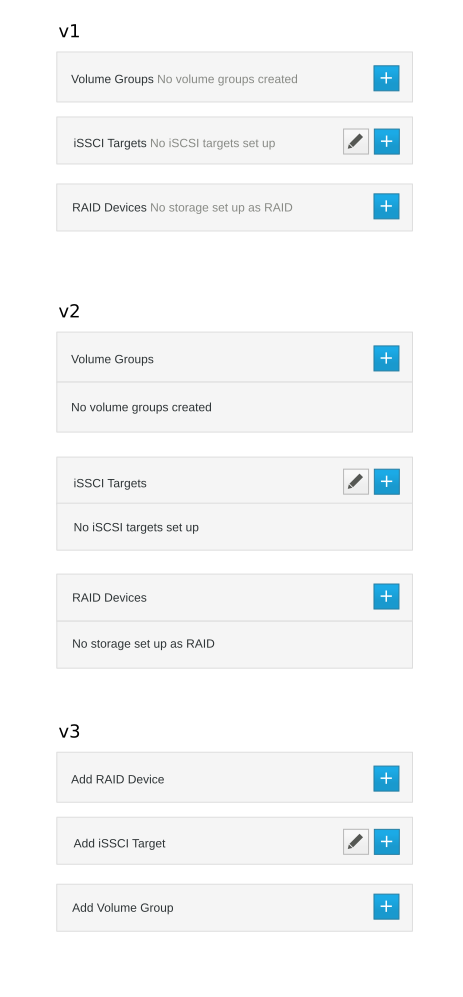 v1
Volume Groups No volume groups created
iSSCI Targets No iSCSI targets set up
RAID Devices No storage set up as RAID
v2
Volume Groups
No volume groups created
iSSCI Targets
No iSCSI targets set up
RAID Devices
No storage set up as RAID
v3
Add RAID Device
Add iSSCI Target
Add Volume Group